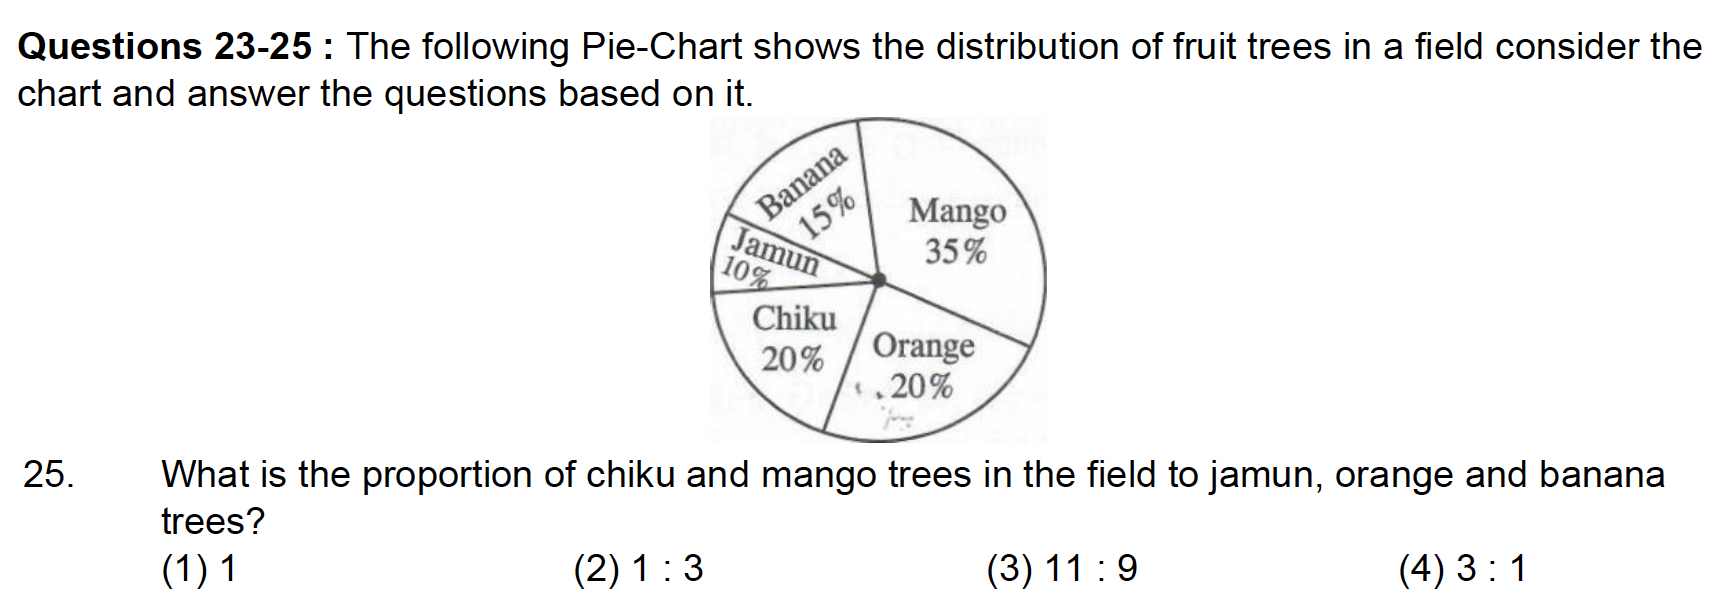 Questions 23-25 : The following Pie-Chart shows the distribution of fruit trees in a field consider the
chart and answer the questions based on it.
Banana
15%
Mango
35%
Jamun
10%
Chiku
20%
Orange
20%
25. What is the proportion of chiku and mango trees in the field to jamun, orange and banana
trees?
(1) 1 (2) 1 : 3 (3) 11 : 9 (4) 3 : 1